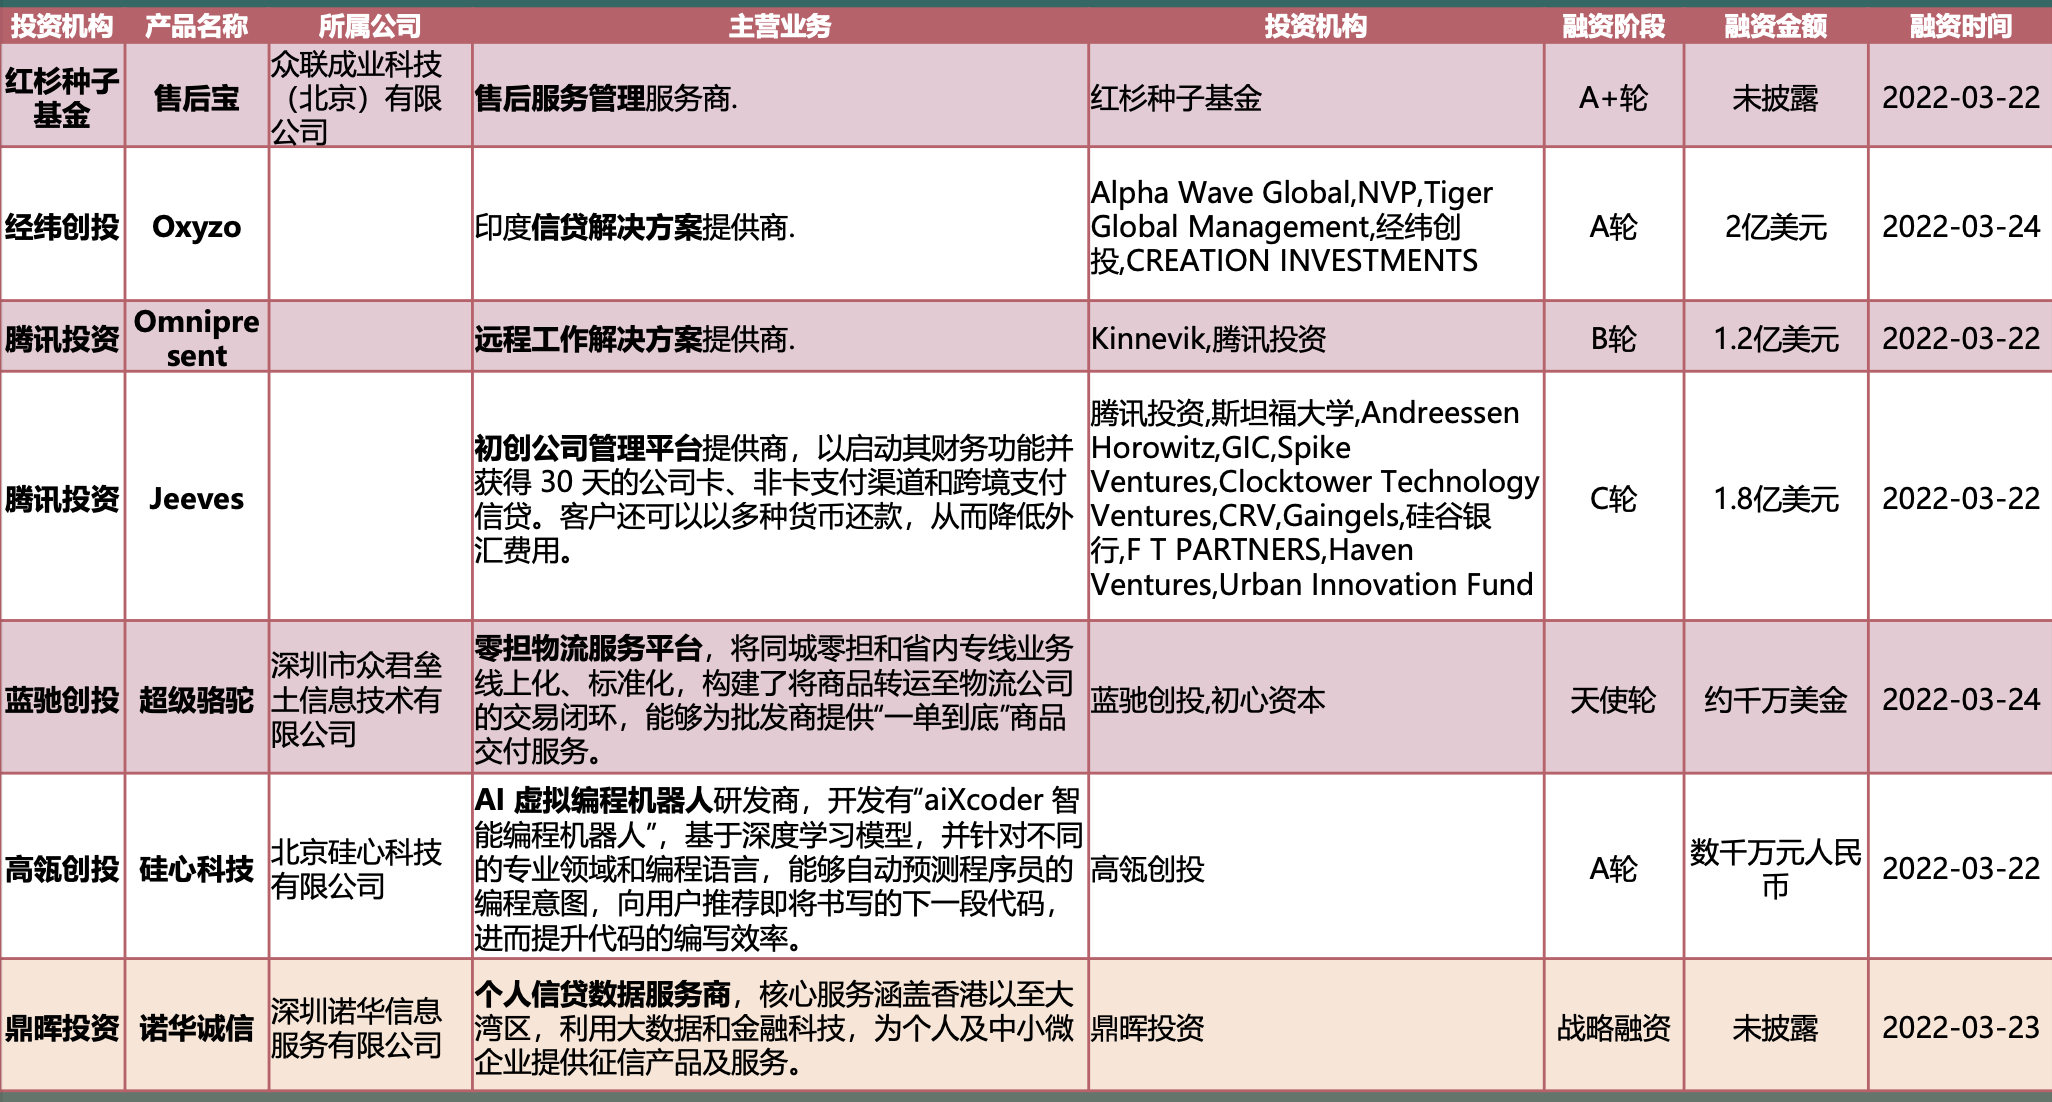 投资机构 产品名称 所属公司 主营业务 投资机构 融资阶段 融资金额 融资时间
红杉种子
基金
售后宝
众联成业科技
（北京）有限
公司
售后服务管理服务商.
红杉种子基金
A+轮
未披露
2022-03-22
经纬创投
Oxyzo
印度信贷解决方案提供商.
Alpha Wave Global,NVP,Tiger
Global Management,经纬创
投,CREATION INVESTMENTS
A轮
2亿美元
2022-03-24
腾讯投资
Omnipre
sent
远程工作解决方案提供商.
Kinnevik,腾讯投资
B轮
1.2亿美元
2022-03-22
腾讯投资
Jeeves
初创公司管理平台提供商，以启动其财务功能并
获得 30 天的公司卡、非卡支付渠道和跨境支付
信贷。客户还可以以多种货币还款，从而降低外
汇费用。
腾讯投资,斯坦福大学,Andreessen
Horowitz,GIC,Spike
Ventures,Clocktower Technology
Ventures,CRV,Gaingels,硅谷银
行,F T PARTNERS,Haven
Ventures,Urban Innovation Fund
C轮
1.8亿美元
2022-03-22
蓝驰创投
超级骆驼
深圳市众君垒
土信息技术有
限公司
零担物流服务平台，将同城零担和省内专线业务
线上化、标准化，构建了将商品转运至物流公司
的交易闭环，能够为批发商提供“一单到底”商品
交付服务。
蓝驰创投,初心资本
天使轮
约千万美金
2022-03-24
高瓴创投
硅心科技
北京硅心科技
有限公司
AI 虚拟编程机器人研发商，开发有“aiXcoder 智
能编程机器人”，基于深度学习模型，并针对不同
的专业领域和编程语言，能够自动预测程序员的
编程意图，向用户推荐即将书写的下一段代码，
进而提升代码的编写效率。
高瓴创投
A轮
数千万元人民
币
2022-03-22
鼎晖投资
诺华诚信
深圳诺华信息
服务有限公司
个人信贷数据服务商，核心服务涵盖香港以至大
湾区，利用大数据和金融科技，为个人及中小微
企业提供征信产品及服务。
鼎晖投资
战略融资
未披露
2022-03-23